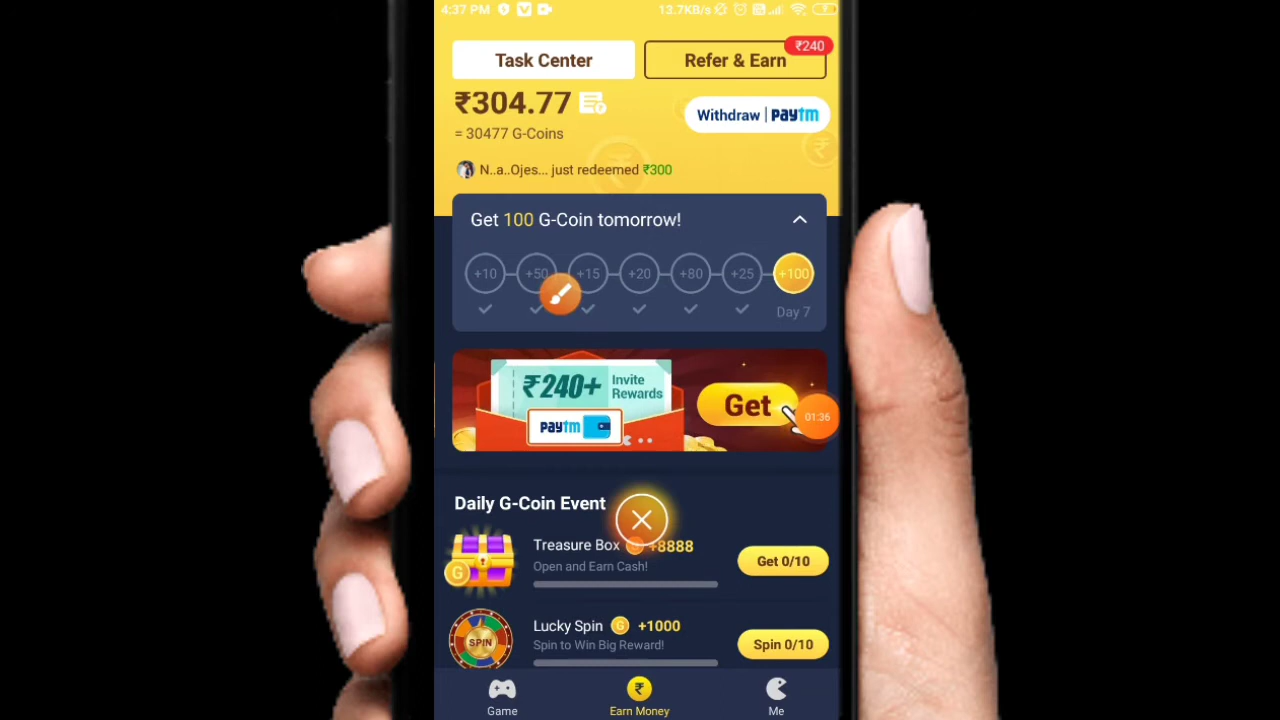 4:37 PM
13.7KB/s
₹240
Task Center
Refer & Earn
₹304.77
Withdraw | Paytm
= 30477 G-Coins
N..a..Ojes... just redeemed ₹300
Get 100 G-Coin tomorrow!
+10 +50 +15 +20 +80 +25 +100
Day 7
₹240+ Invite
Rewards
Get
Paytm
01:36
Daily G-Coin Event
Treasure Box +8888
Open and Earn Cash!
Get 0/10
G
Lucky Spin G +1000
Spin to Win Big Reward!
Spin 0/10
SPIN
Game
Earn Money
Me